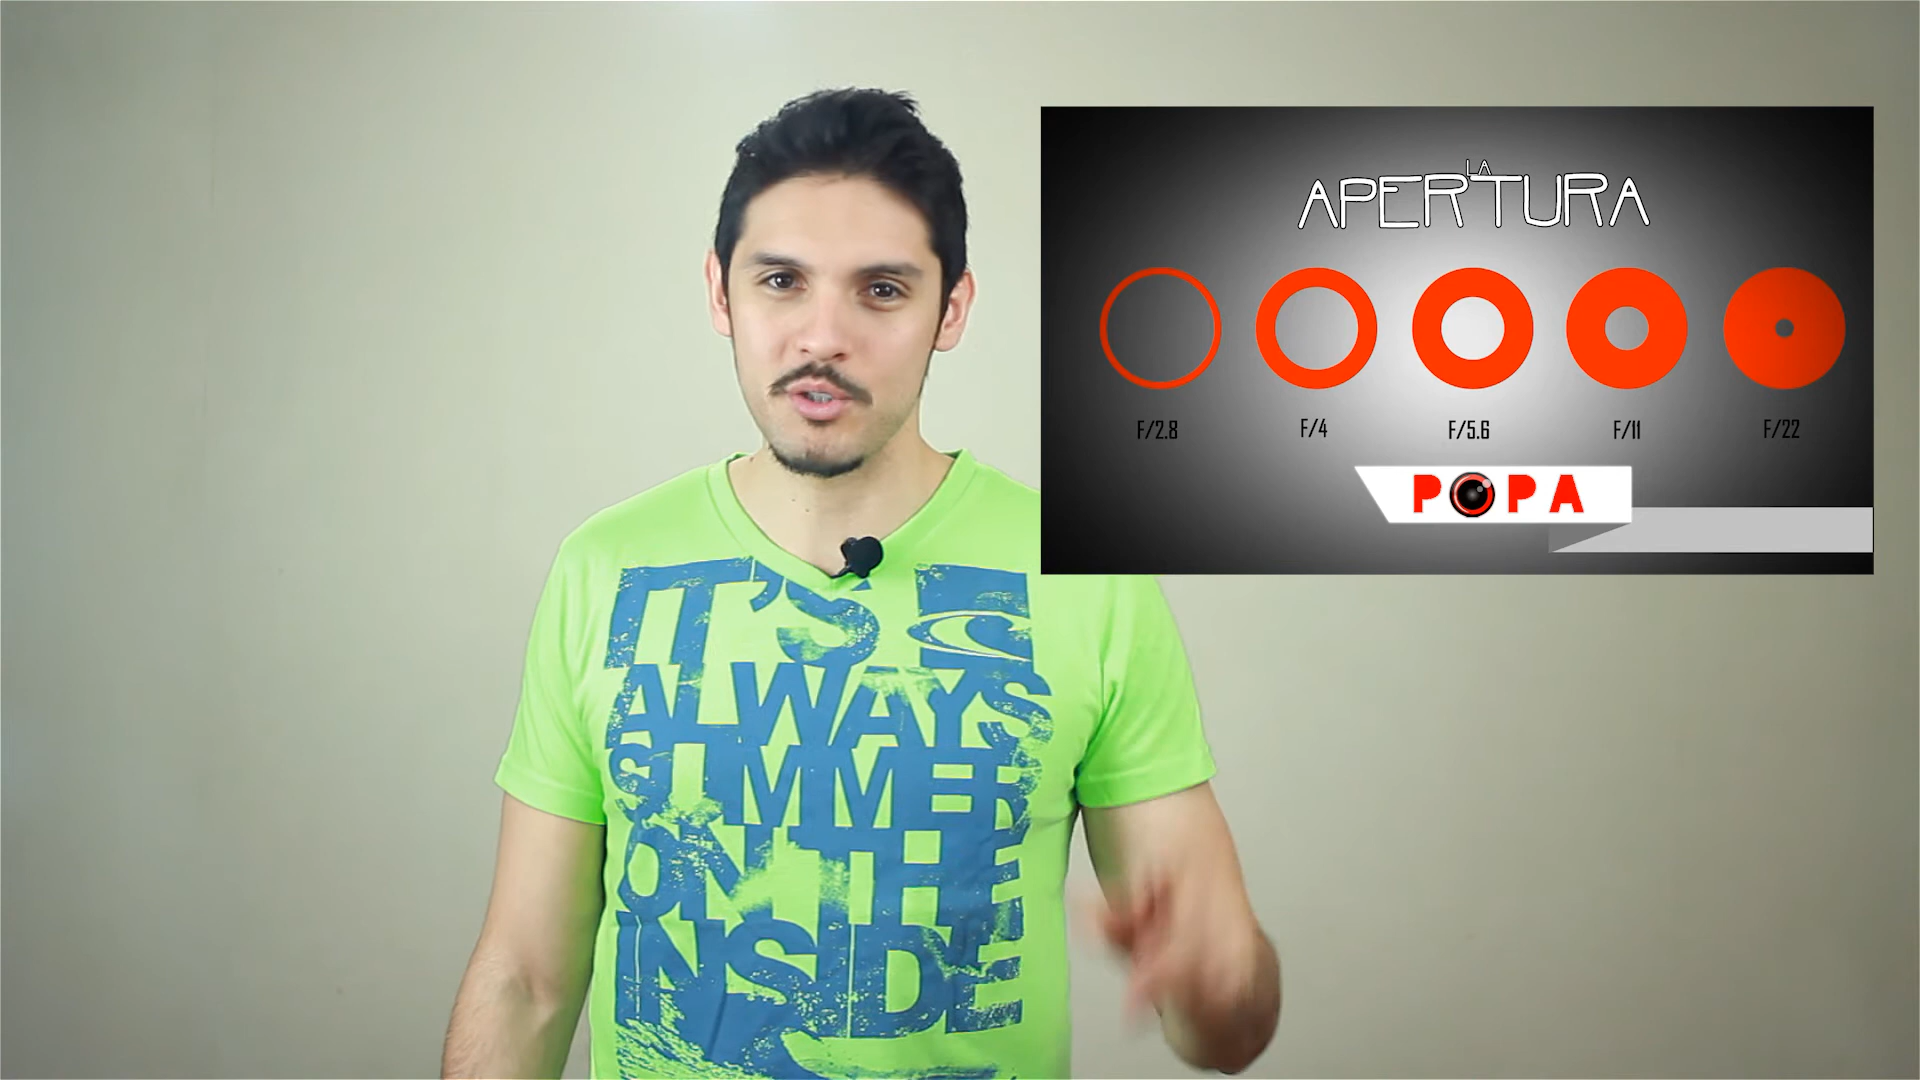 LA
APERTURA
F/2.8 F/4 F/5.6 F/11 F/22
POPA
IT'S
ALWAYS
SUMMER
ON THE
INSIDE